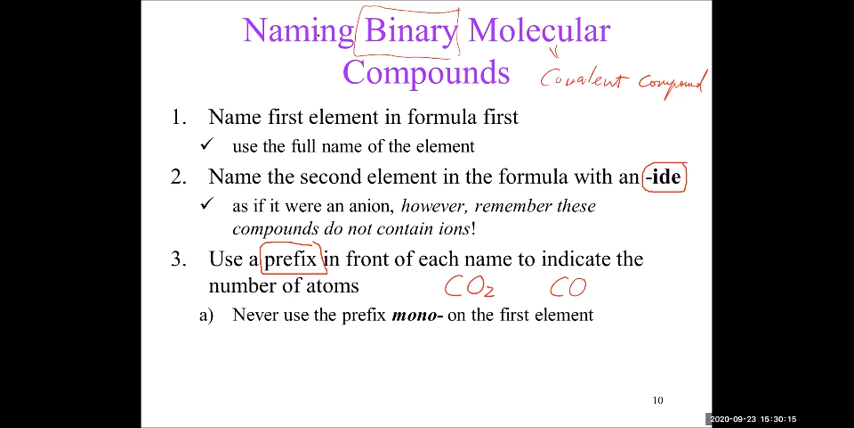 Naming Binary Molecular
Compounds
Covalent Compound
1. Name first element in formula first
✓ use the full name of the element
2. Name the second element in the formula with an -ide
✓ as if it were an anion, however, remember these
compounds do not contain ions!
3. Use a prefix in front of each name to indicate the
number of atoms
CO2 CO
a) Never use the prefix mono- on the first element
10
2020-09-23 15:30:15